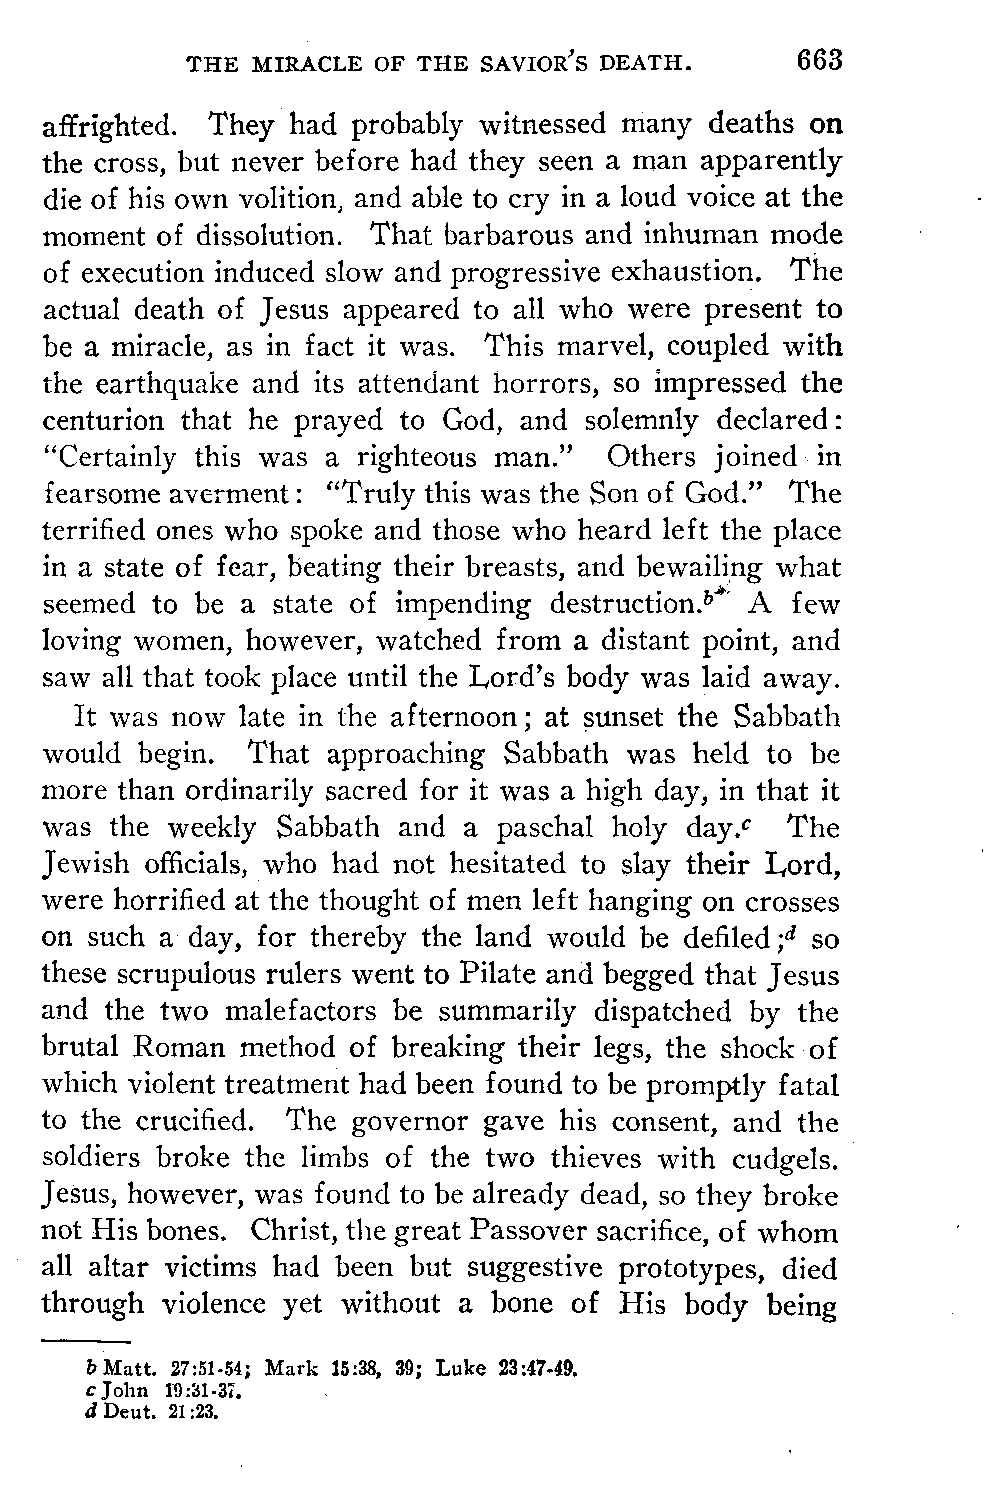 THE MIRACLE OF THE SAVIOR'S DEATH. 663
affrighted. They had probably witnessed many deaths on
the cross, but never before had they seen a man apparently
die of his own volition, and able to cry in a loud voice at the
moment of dissolution. That barbarous and inhuman mode
of execution induced slow and progressive exhaustion. The
actual death of Jesus appeared to all who were present to
be a miracle, as in fact it was. This marvel, coupled with
the earthquake and its attendant horrors, so impressed the
centurion that he prayed to God, and solemnly declared:
"Certainly this was a righteous man." Others joined in
fearsome averment: "Truly this was the Son of God." The
terrified ones who spoke and those who heard left the place
in a state of fear, beating their breasts, and bewailing what
seemed to be a state of impending destruction.b* A few
loving women, however, watched from a distant point, and
saw all that took place until the Lord's body was laid away.
It was now late in the afternoon; at sunset the Sabbath
would begin. That approaching Sabbath was held to be
more than ordinarily sacred for it was a high day, in that it
was the weekly Sabbath and a paschal holy day.c The
Jewish officials, who had not hesitated to slay their Lord,
were horrified at the thought of men left hanging on crosses
on such a day, for thereby the land would be defiled;d so
these scrupulous rulers went to Pilate and begged that Jesus
and the two malefactors be summarily dispatched by the
brutal Roman method of breaking their legs, the shock of
which violent treatment had been found to be promptly fatal
to the crucified. The governor gave his consent, and the
soldiers broke the limbs of the two thieves with cudgels.
Jesus, however, was found to be already dead, so they broke
not His bones. Christ, the great Passover sacrifice, of whom
all altar victims had been but suggestive prototypes, died
through violence yet without a bone of His body being
b Matt. 27:51-54; Mark 15:38, 39; Luke 23:47-49.
c John 19:31-37.
d Deut. 21:23.